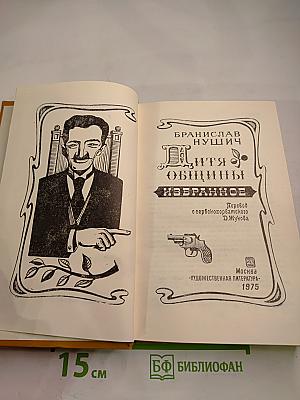 БРАНИСЛАВ
НУШИЧ
ДИТЯ
ОБЩИНЫ
ИЗБРАННОЕ
Перевод
с сербскохорватского
Д. Жукова
Москва
«ХУДОЖЕСТВЕННАЯ ЛИТЕРАТУРА»
1975
15 см
БФ БИБЛИОФАН